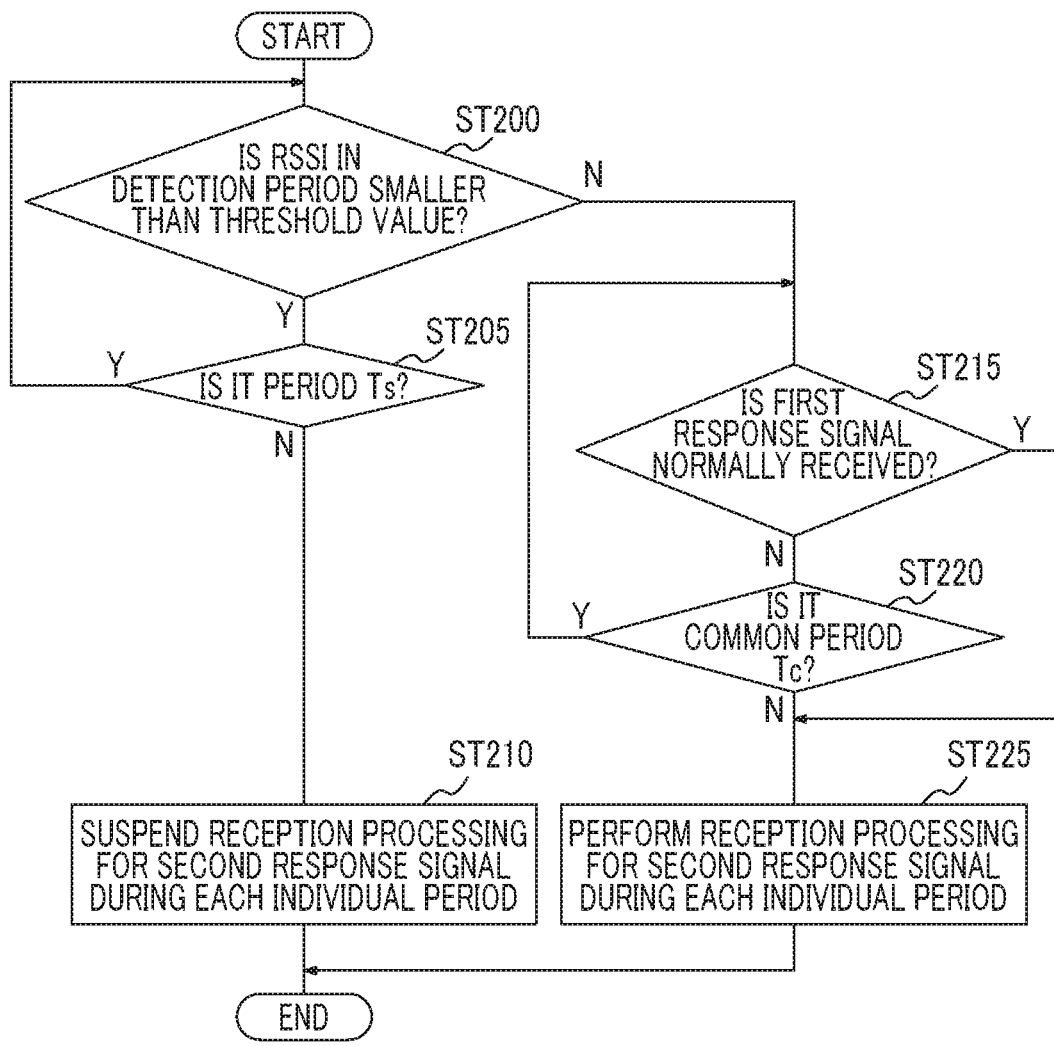 START
ST200
IS RSSI IN
DETECTION PERIOD SMALLER
THAN THRESHOLD VALUE?
N
Y
ST205
Y
IS IT PERIOD Ts?
N
ST215
IS FIRST
RESPONSE SIGNAL
NORMALLY RECEIVED?
Y
N
ST220
Y
IS IT
COMMON PERIOD
Tc?
N
ST210
SUSPEND RECEPTION PROCESSING
FOR SECOND RESPONSE SIGNAL
DURING EACH INDIVIDUAL PERIOD
ST225
PERFORM RECEPTION PROCESSING
FOR SECOND RESPONSE SIGNAL
DURING EACH INDIVIDUAL PERIOD
END